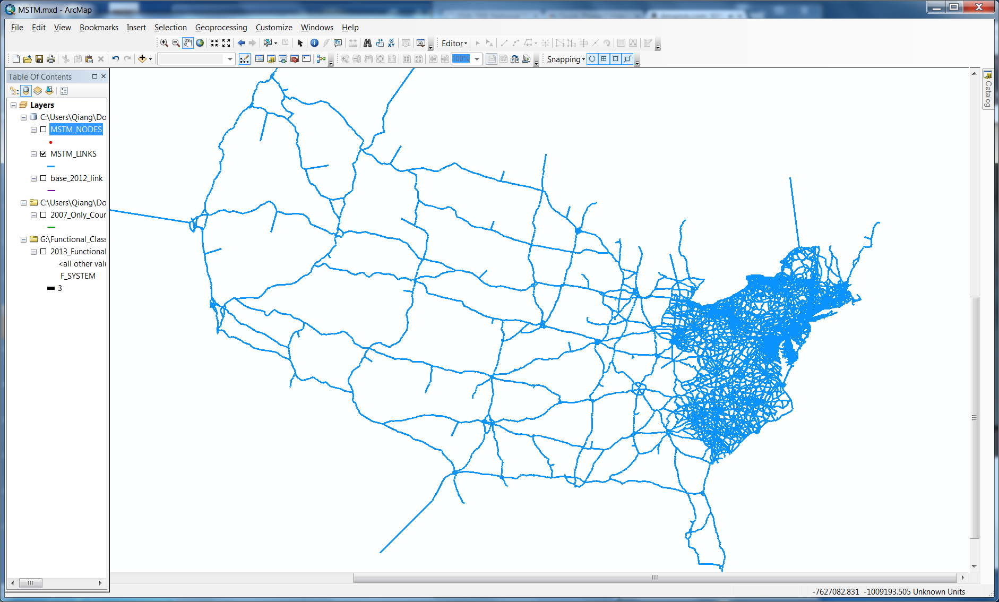 MSTM.mxd - ArcMap
File Edit View Bookmarks Insert Selection Geoprocessing Customize Windows Help
Editor
100%
Snapping
Table Of Contents
Layers
C:\Users\Qiang\Do
MSTM_NODES
MSTM_LINKS
base_2012_link
C:\Users\Qiang\Do
2007_Only_Cour
G:\Functional_Class
2013_Functional
<all other valu
F_SYSTEM
3
Catalog
-7627082.831 -1009193.505 Unknown Units